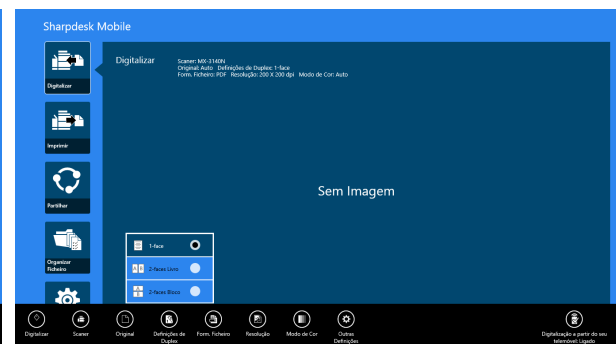 Sharpdesk Mobile
Digitalizar
Scaner: MX-3140N
Original: Auto Definições de Duplex: 1-face
Form. Ficheiro: PDF Resolução: 200 X 200 dpi Modo de Cor: Auto
Digitalizar
Imprimir
Partilhar
Organizar
Ficheiro
Sem Imagem
1-face
2-faces Livro
2-faces Bloco
Digitalizar
Scaner
Original
Definições de
Duplex
Form. Ficheiro
Resolução
Modo de Cor
Outras
Definições
Digitalização a partir do seu
telemóvel: Ligado